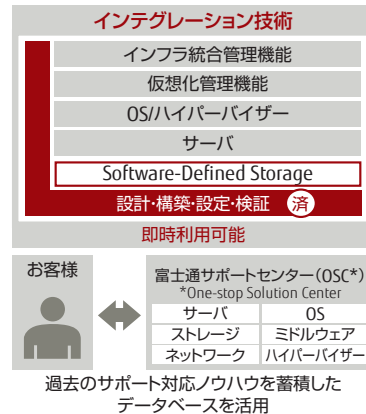 インテグレーション技術
インフラ統合管理機能
仮想化管理機能
OS/ハイパーバイザー
サーバ
Software-Defined Storage
設計・構築・設定・検証 済
即時利用可能
お客様
富士通サポートセンター(OSC*)
*One-stop Solution Center
サーバ OS
ストレージ ミドルウェア
ネットワーク ハイパーバイザー
過去のサポート対応ノウハウを蓄積した
データベースを活用